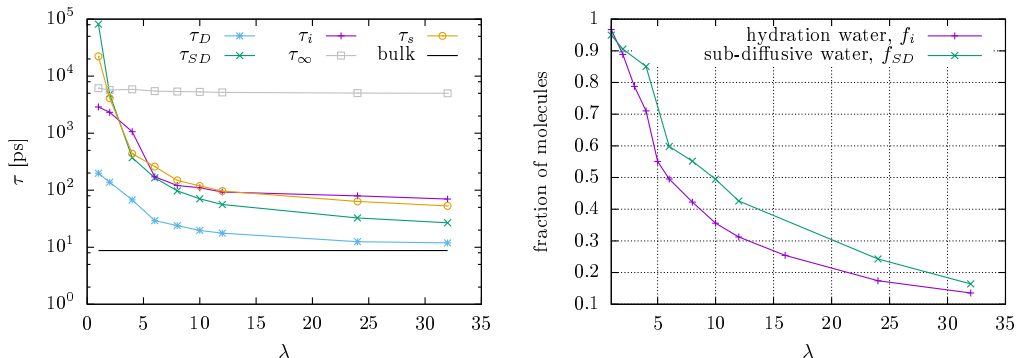 τ_D τ_i τ_s
τ_SD τ_∞ bulk
10^5
10^4
10^3
10^2
10^1
10^0
τ [ps]
0 5 10 15 20 25 30 35
λ
hydration water, f_i
sub-diffusive water, f_SD
1
0.9
0.8
0.7
0.6
0.5
0.4
0.3
0.2
0.1
fraction of molecules
5 10 15 20 25 30 35
λ